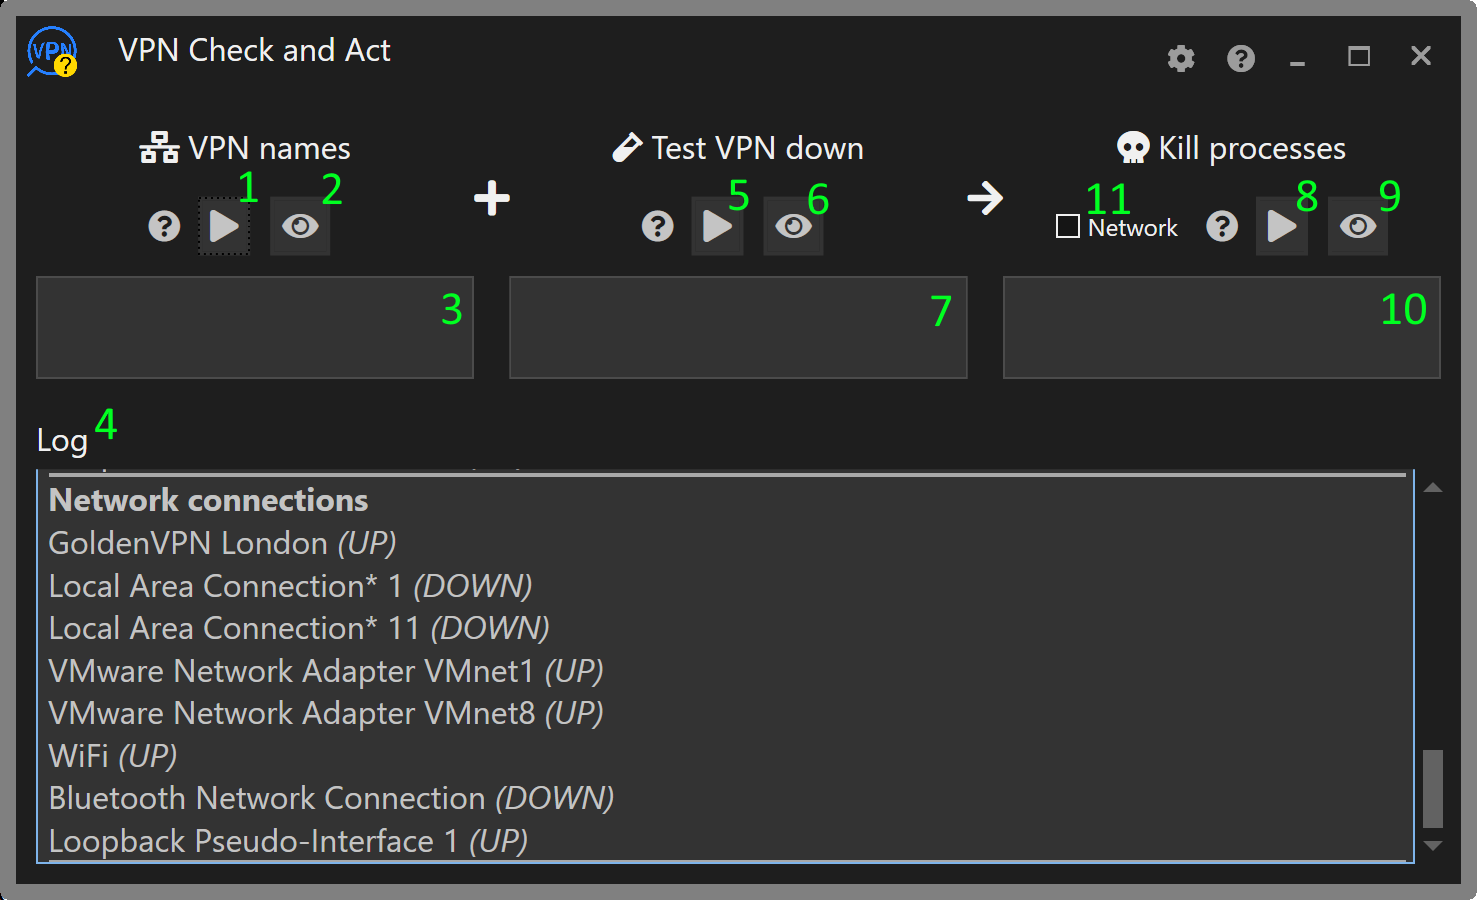 VPN
?
VPN Check and Act
?
VPN names
Test VPN down
Kill processes
1
2
5
6
11
8
9
?
?
Network
?
3
7
10
Log
4
Network connections
GoldenVPN London (UP)
Local Area Connection* 1 (DOWN)
Local Area Connection* 11 (DOWN)
VMware Network Adapter VMnet1 (UP)
VMware Network Adapter VMnet8 (UP)
WiFi (UP)
Bluetooth Network Connection (DOWN)
Loopback Pseudo-Interface 1 (UP)